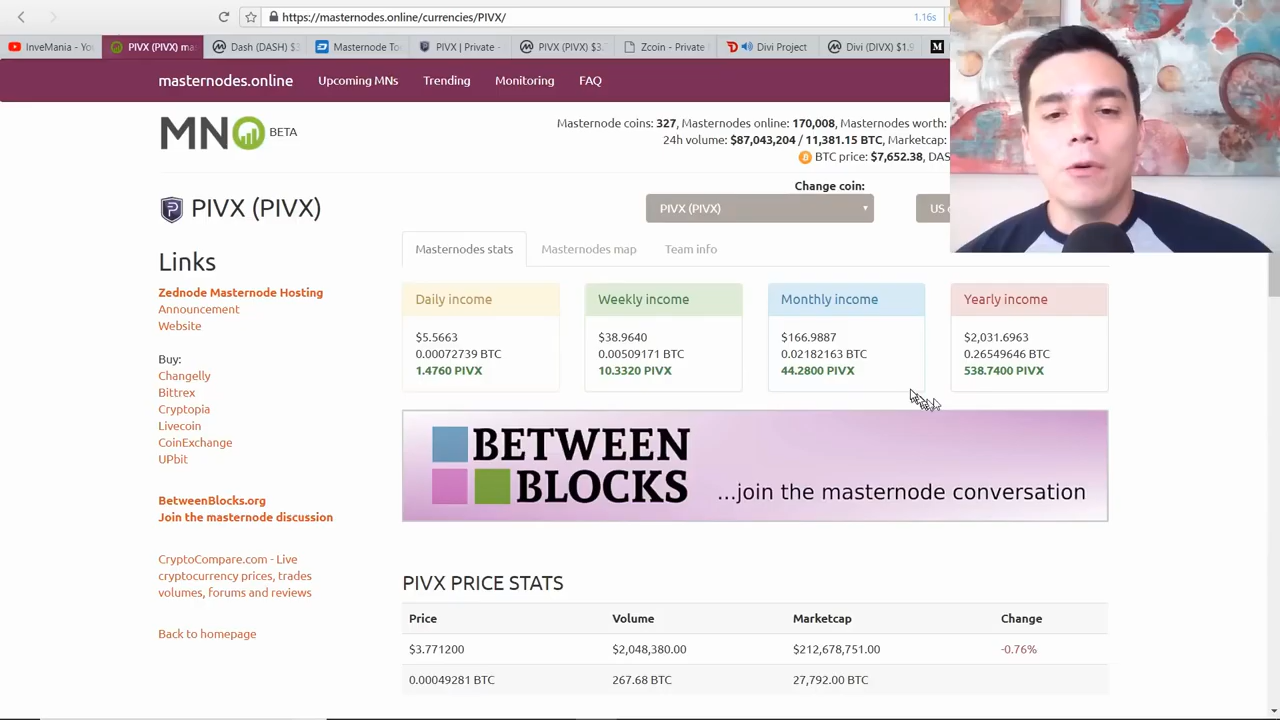 https://masternodes.online/currencies/PIVX/
1.16s
InveMania - Yo
PIVX (PIVX) ma
Dash (DASH) $3
Masternode To
PIVX | Private -
PIVX (PIVX) $3.
Zcoin - Private
Divi Project
Divi (DIVX) $1.9
masternodes.online
Upcoming MNs
Trending
Monitoring
FAQ
MNO BETA
Masternode coins: 327, Masternodes online: 170,008, Masternodes worth:
24h volume: $87,043,204 / 11,381.15 BTC, Marketcap:
BTC price: $7,652.38, DAS
Change coin:
PIVX (PIVX)
PIVX (PIVX)
US
Links
Zednode Masternode Hosting
Announcement
Website
Buy:
Changelly
Bittrex
Cryptopia
Livecoin
CoinExchange
UPbit
BetweenBlocks.org
Join the masternode discussion
CryptoCompare.com - Live
cryptocurrency prices, trades
volumes, forums and reviews
Back to homepage
Masternodes stats
Masternodes map
Team info
Daily income
$5.5663
0.00072739 BTC
1.4760 PIVX
Weekly income
$38.9640
0.00509171 BTC
10.3320 PIVX
Monthly income
$166.9887
0.02182163 BTC
44.2800 PIVX
Yearly income
$2,031.6963
0.26549646 BTC
538.7400 PIVX
BETWEEN
BLOCKS
...join the masternode conversation
PIVX PRICE STATS
Price Volume Marketcap Change
$3.771200 $2,048,380.00 $212,678,751.00 -0.76%
0.00049281 BTC 267.68 BTC 27,792.00 BTC